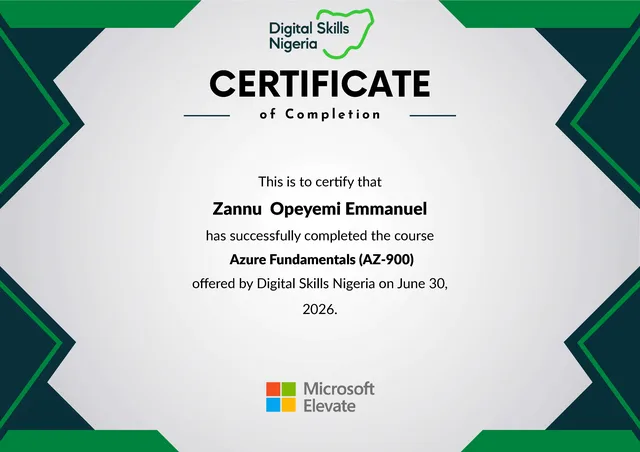 Digital Skills
Nigeria
CERTIFICATE
of Completion
This is to certify that
Zannu Opeyemi Emmanuel
has successfully completed the course
Azure Fundamentals (AZ-900)
offered by Digital Skills Nigeria on June 30,
2026.
Microsoft
Elevate